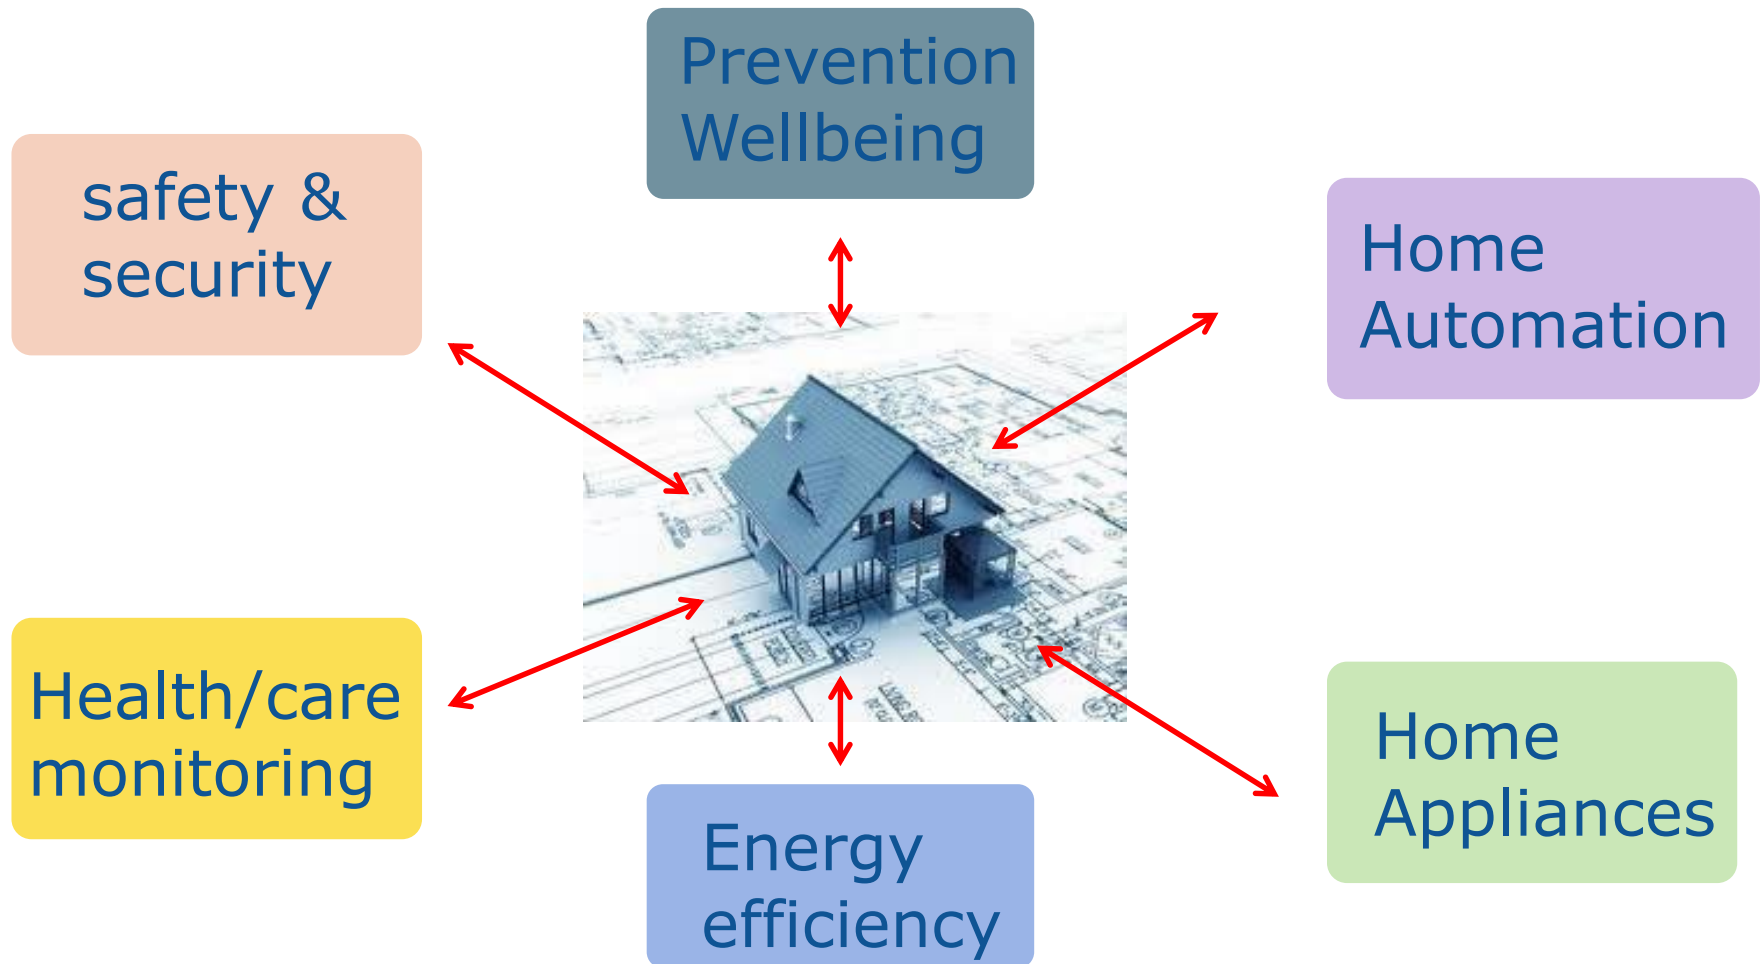 Prevention
Wellbeing
safety &
security
Home
Automation
Health/care
monitoring
Home
Appliances
Energy
efficiency